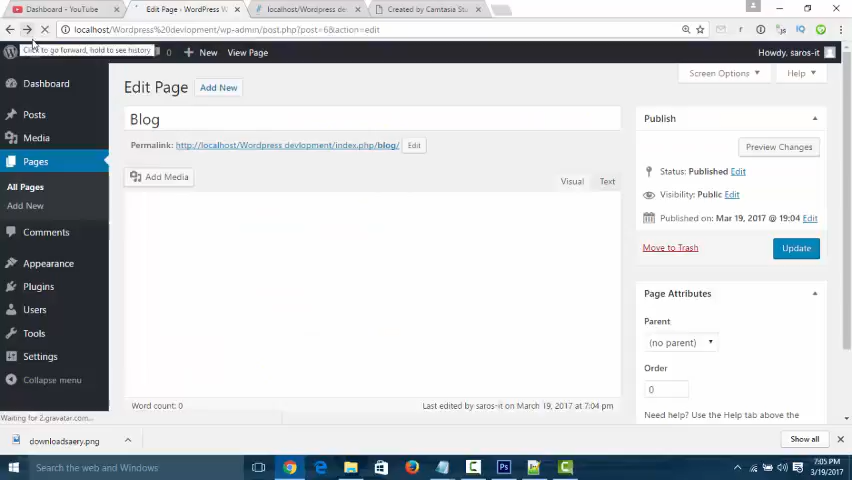 Dashboard - YouTube
Edit Page ‹ WordPress W
localhost/Wordpress de
Created by Camtasia Stud
localhost/Wordpress%20devlopment/wp-admin/post.php?post=6&action=edit
Click to go forward, hold to see history
0
New
View Page
Howdy, saros-it
Dashboard
Posts
Media
Pages
All Pages
Add New
Comments
Appearance
Plugins
Users
Tools
Settings
Collapse menu
Edit Page
Add New
Screen Options
Help
Blog
Permalink: http://localhost/Wordpress devlopment/index.php/blog/
Edit
Add Media
Visual
Text
Word count: 0
Last edited by saros-it on March 19, 2017 at 7:04 pm
Publish
Preview Changes
Status: Published Edit
Visibility: Public Edit
Published on: Mar 19, 2017 @ 19:04 Edit
Move to Trash
Update
Page Attributes
Parent
(no parent)
Order
0
Need help? Use the Help tab above the
Waiting for 2.gravatar.com...
downloadsaery.png
Show all
Search the web and Windows
7:05 PM
3/19/2017